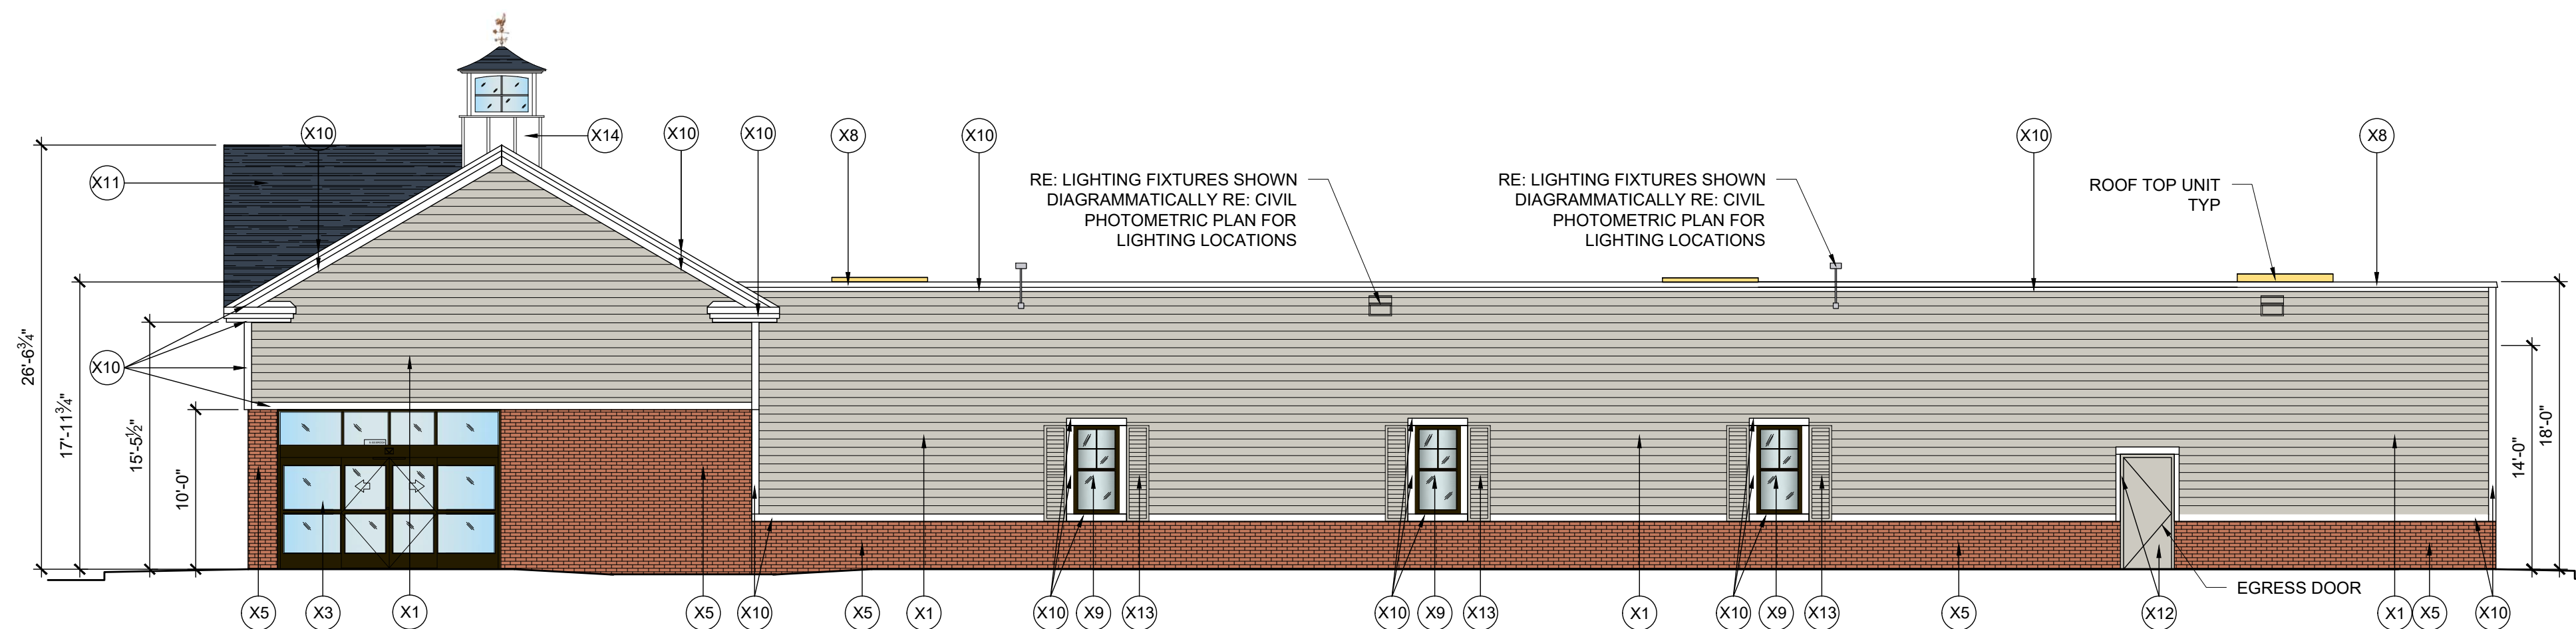 X10
X14
X10
X10
X8
X10
X10
X8
X11
RE: LIGHTING FIXTURES SHOWN
DIAGRAMMATICALLY RE: CIVIL
PHOTOMETRIC PLAN FOR
LIGHTING LOCATIONS
RE: LIGHTING FIXTURES SHOWN
DIAGRAMMATICALLY RE: CIVIL
PHOTOMETRIC PLAN FOR
LIGHTING LOCATIONS
ROOF TOP UNIT
TYP
26'-6¾"
17'-11¾"
15'-5½"
10'-0"
X10
14'-0"
18'-0"
EGRESS DOOR
X5
X3
X1
X5
X10
X5
X1
X10
X9
X13
X10
X9
X13
X1
X10
X9
X13
X5
X12
X1
X5
X10